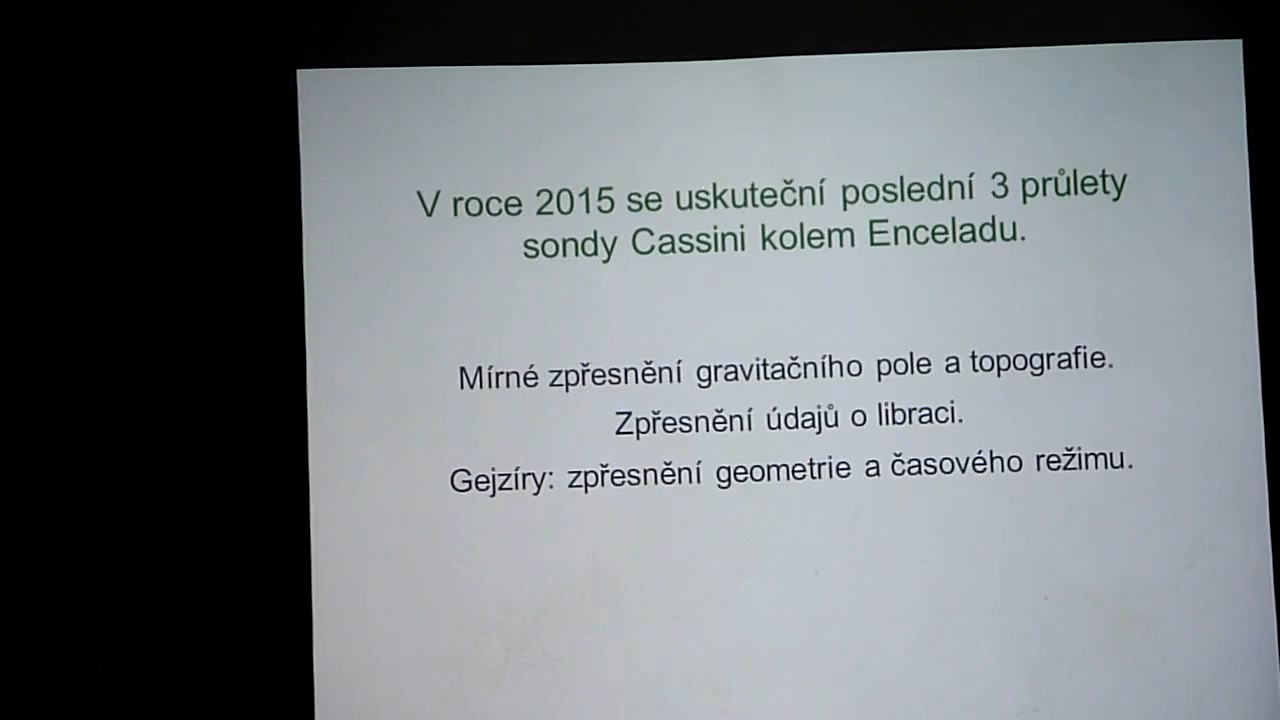 V roce 2015 se uskuteční poslední 3 průlety
sondy Cassini kolem Enceladu.
Mírné zpřesnění gravitačního pole a topografie.
Zpřesnění údajů o libraci.
Gejzíry: zpřesnění geometrie a časového režimu.